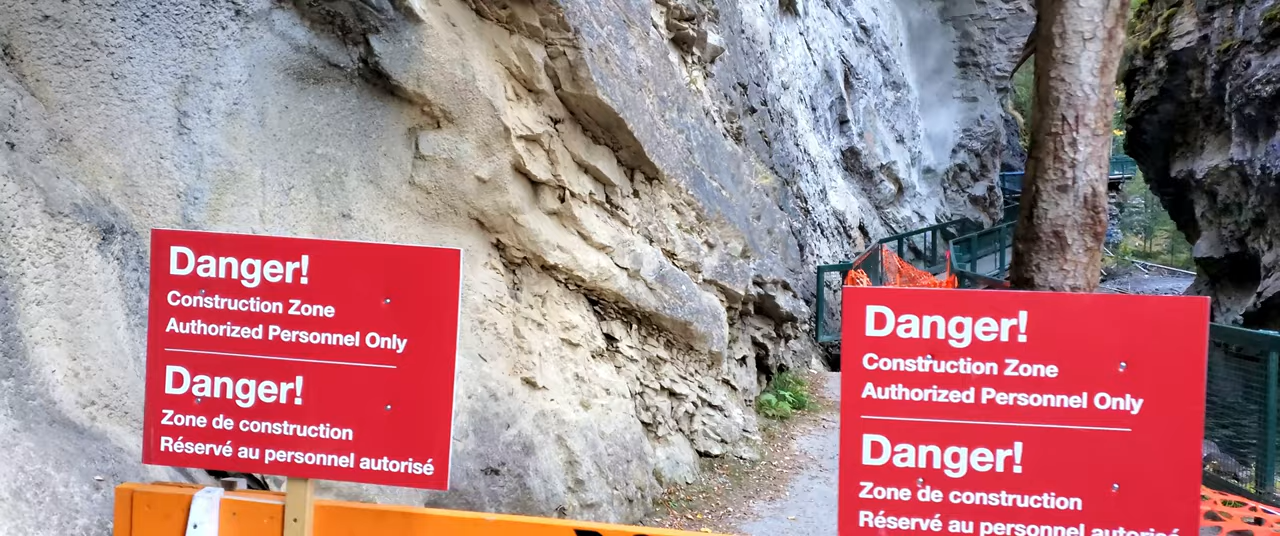 Danger!
Construction Zone
Authorized Personnel Only
Danger!
Zone de construction
Réservé au personnel autorisé
Danger!
Construction Zone
Authorized Personnel Only
Danger!
Zone de construction
Réservé au personnel autorisé